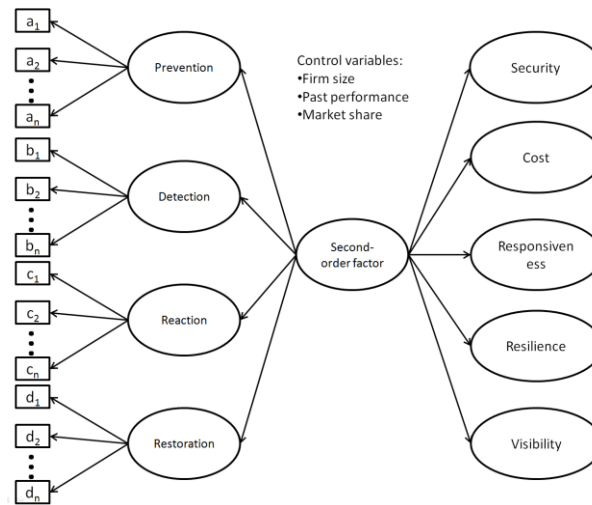 a1
a2
an
Prevention
b1
b2
bn
Detection
c1
c2
cn
Reaction
d1
d2
dn
Restoration
Control variables:
•Firm size
•Past performance
•Market share
Second-
order factor
Security
Cost
Responsiven
ess
Resilience
Visibility